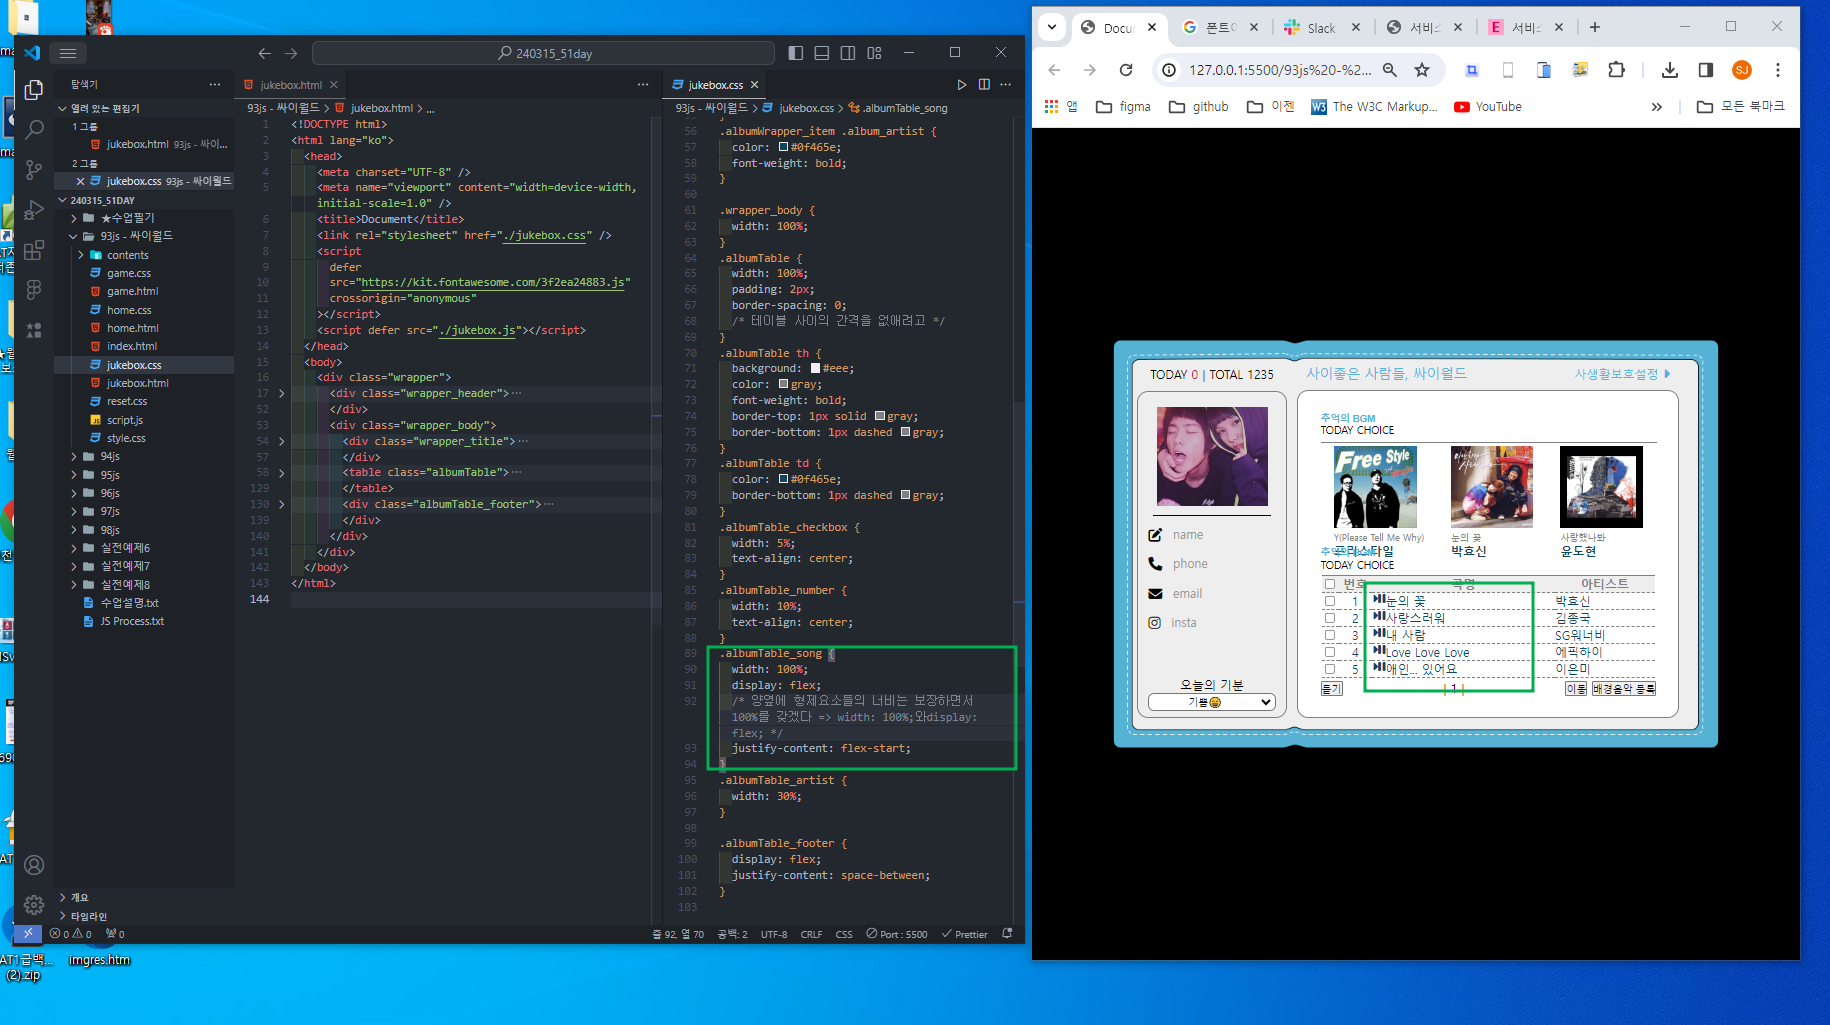 240315_51day
탐색기
열려 있는 편집기
1 그룹
jukebox.html 93js - 싸이...
2 그룹
jukebox.css 93js - 싸이월드
240315_51DAY
★수업필기
93js - 싸이월드
contents
game.css
game.html
home.css
home.html
index.html
jukebox.css
jukebox.html
reset.css
script.js
style.css
94js
95js
96js
97js
98js
실전예제6
실전예제7
실전예제8
수업설명.txt
JS Process.txt
개요
타임라인
jukebox.html
93js - 싸이월드 > jukebox.html > ...
1 <!DOCTYPE html>
2 <html lang="ko">
3 <head>
4 <meta charset="UTF-8" />
5 <meta name="viewport" content="width=device-width,
initial-scale=1.0" />
6 <title>Document</title>
7 <link rel="stylesheet" href="./jukebox.css" />
8 <script
9 defer
10 src="https://kit.fontawesome.com/3f2ea24883.js"
11 crossorigin="anonymous"
12 ></script>
13 <script defer src="./jukebox.js"></script>
14 </head>
15 <body>
16 <div class="wrapper">
17 <div class="wrapper_header">...
52 </div>
53 <div class="wrapper_body">
54 <div class="wrapper_title">...
57 </div>
58 <table class="albumTable">...
129 </table>
130 <div class="albumTable_footer">...
139 </div>
140 </div>
141 </div>
142 </body>
143 </html>
144
jukebox.css
93js - 싸이월드 > jukebox.css > .albumTable_song
56 .albumWrapper_item .album_artist {
57 color: #0f465e;
58 font-weight: bold;
59 }
60
61 .wrapper_body {
62 width: 100%;
63 }
64 .albumTable {
65 width: 100%;
66 padding: 2px;
67 border-spacing: 0;
68 /* 테이블 사이의 간격을 없애려고 */
69 }
70 .albumTable th {
71 background: #eee;
72 color: gray;
73 font-weight: bold;
74 border-top: 1px solid gray;
75 border-bottom: 1px dashed gray;
76 }
77 .albumTable td {
78 color: #0f465e;
79 border-bottom: 1px dashed gray;
80 }
81 .albumTable_checkbox {
82 width: 5%;
83 text-align: center;
84 }
85 .albumTable_number {
86 width: 10%;
87 text-align: center;
88 }
89 .albumTable_song {
90 width: 100%;
91 display: flex;
92 /* 양옆에 형제요소들의 너비는 보장하면서
100%를 갖겠다 => width: 100%;와display:
flex; */
93 justify-content: flex-start;
94 }
95 .albumTable_artist {
96 width: 30%;
97 }
98
99 .albumTable_footer {
100 display: flex;
101 justify-content: space-between;
102 }
103
0 0 0
줄 92, 열 70 공백: 2 UTF-8 CRLF CSS Port : 5500 Prettier
imgres.htm
(2).zip
Docu
폰트
Slack
서비스
서비스
127.0.0.1:5500/93js%20-%2...
SJ
앱 figma github 이젠 The W3C Markup... YouTube » 모든 북마크
TODAY 0 | TOTAL 1235
사이좋은 사람들, 싸이월드
사생활보호설정
name
phone
email
insta
오늘의 기분
기쁨😄
추억의 BGM
TODAY CHOICE
Free Style
Y(Please Tell Me Why)
프리스타일
눈의 꽃
박효신
사랑했나봐
윤도현
추억의 BGM
TODAY CHOICE
번호 곡명 아티스트
1 눈의 꽃 박효신
2 사랑스러워 김종국
3 내 사람 SG워너비
4 Love Love Love 에픽하이
5 애인... 있어요 이은미
듣기 | 1 | 이동 배경음악 등록